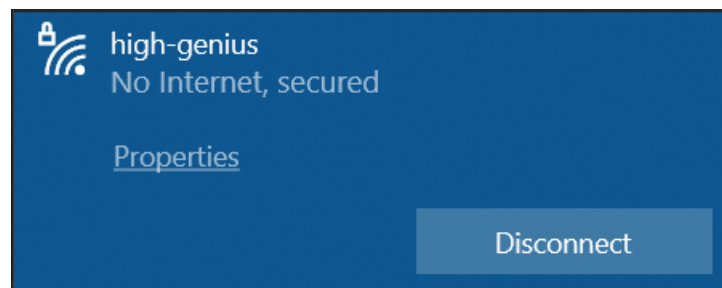 high-genius
No Internet, secured
Properties
Disconnect